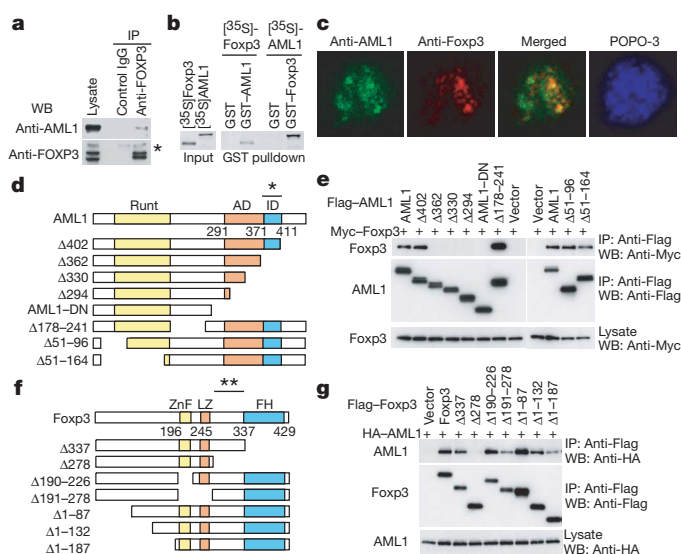 a
IP
WB
Lysate
Control IgG
Anti-FOXP3
Anti-AML1
Anti-FOXP3
*
b
[35S]-Foxp3
[35S]-AML1
[35S]Foxp3
[35S]AML1
GST
GST–AML1
GST
GST–Foxp3
Input
GST pulldown
c
Anti-AML1
Anti-Foxp3
Merged
POPO-3
d
*
Runt
AD
ID
AML1
291
371
411
Δ402
Δ362
Δ330
Δ294
AML1–DN
Δ178–241
Δ51–96
Δ51–164
e
Flag–AML1
AML1
Δ402
Δ362
Δ330
Δ294
AML1–DN
Δ178–241
Vector
Vector
AML1
Δ51–96
Δ51–164
Myc–Foxp3
+ + + + + + + + + + + +
Foxp3
IP: Anti-Flag
WB: Anti-Myc
AML1
IP: Anti-Flag
WB: Anti-Flag
Foxp3
Lysate
WB: Anti-Myc
f
**
ZnF
LZ
FH
Foxp3
196
245
337
429
Δ337
Δ278
Δ190–226
Δ191–278
Δ1–87
Δ1–132
Δ1–187
g
Flag–Foxp3
Vector
Foxp3
Δ337
Δ278
Δ190–226
Δ191–278
Δ1–87
Δ1–132
Δ1–187
HA–AML1
+ + + + + + + + +
AML1
IP: Anti-Flag
WB: Anti-HA
Foxp3
IP: Anti-Flag
WB: Anti-Flag
AML1
Lysate
WB: Anti-HA